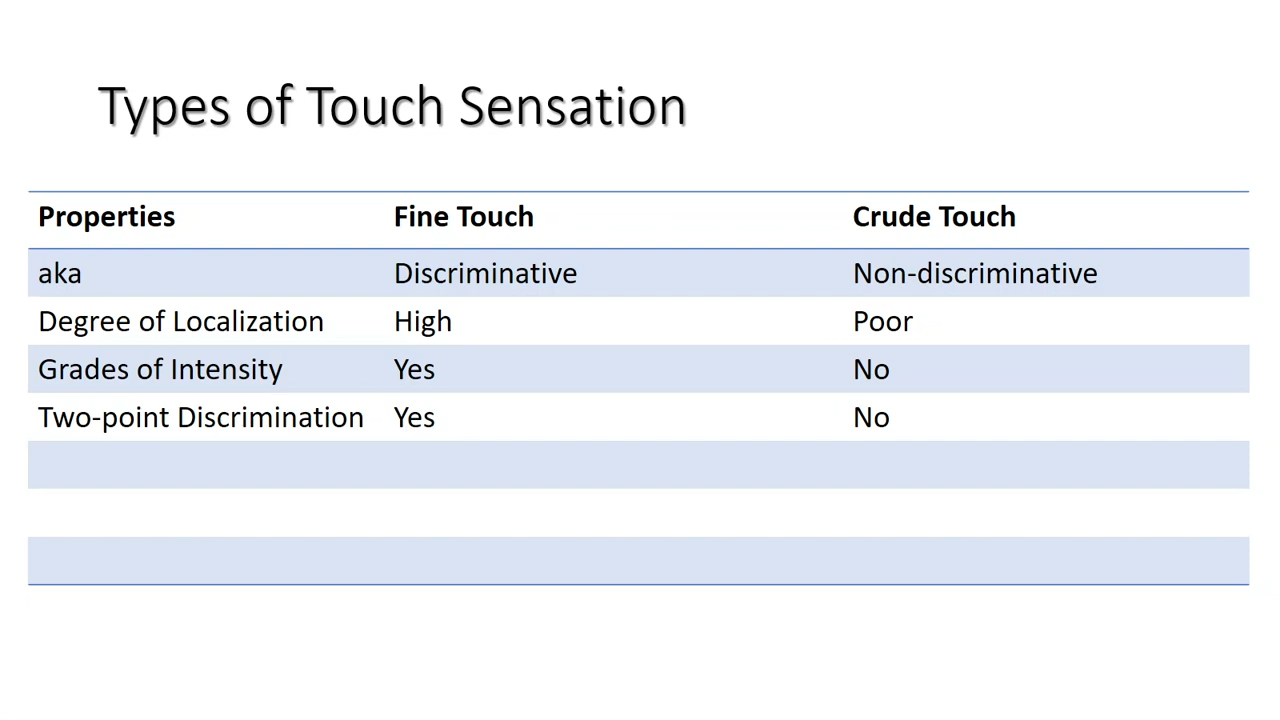 Types of Touch Sensation
Properties Fine Touch Crude Touch
aka Discriminative Non-discriminative
Degree of Localization High Poor
Grades of Intensity Yes No
Two-point Discrimination Yes No